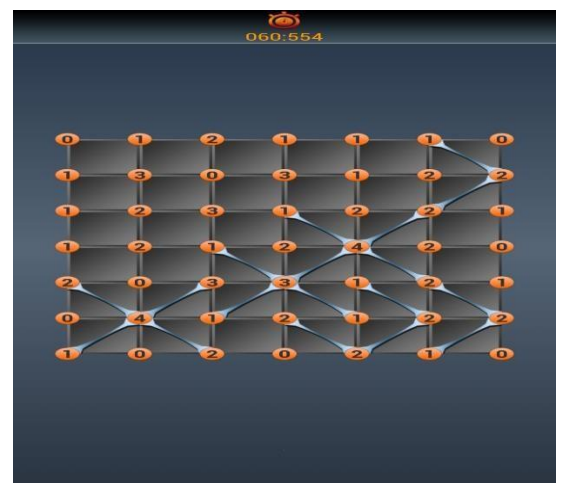 060:554
0 1 2 1 1 1 0
1 3 0 3 1 2 2
1 2 3 1 2 2 1
1 2 1 2 4 2 0
2 0 3 3 1 2 1
0 4 1 2 1 2 2
1 0 2 0 2 1 0